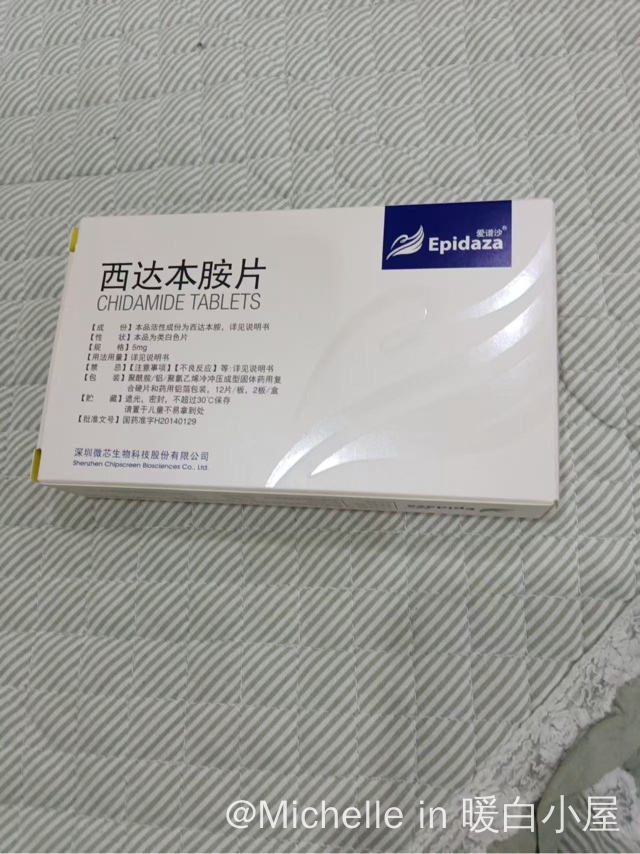 爱谱沙®
Epidaza
西达本胺片
CHIDAMIDE TABLETS
【成 份】本品活性成份为西达本胺,详见说明书
【性 状】本品为类白色片
【规 格】5mg
【用法用量】详见说明书
【禁 忌】【注意事项】【不良反应】等:详见说明书
【包 装】聚酰胺/铝/聚氯乙烯冷冲压成型固体药用复
合硬片和药用铝箔包装,12片/板,2板/盒
【贮 藏】遮光,密封,不超过30℃保存
请置于儿童不易拿到处
【批准文号】国药准字H20140129
深圳微芯生物科技股份有限公司
Shenzhen Chipscreen Biosciences Co., Ltd.
Epidaza
@Michelle in 暖白小屋